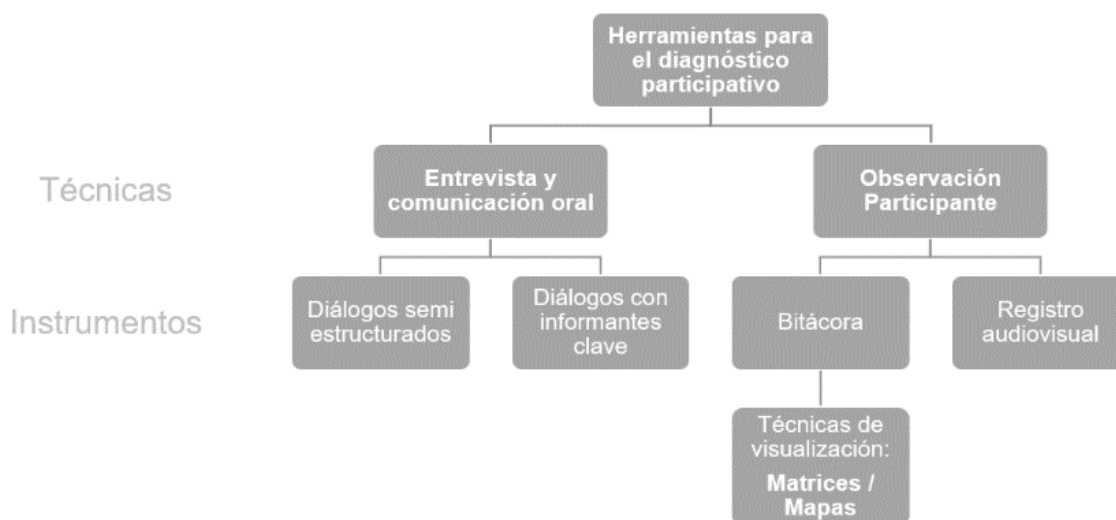 Herramientas para
el diagnóstico
participativo
Técnicas
Entrevista y
comunicación oral
Observación
Participante
Instrumentos
Diálogos semi
estructurados
Diálogos con
informantes
clave
Bitácora
Registro
audiovisual
Técnicas de
visualización:
Matrices /
Mapas